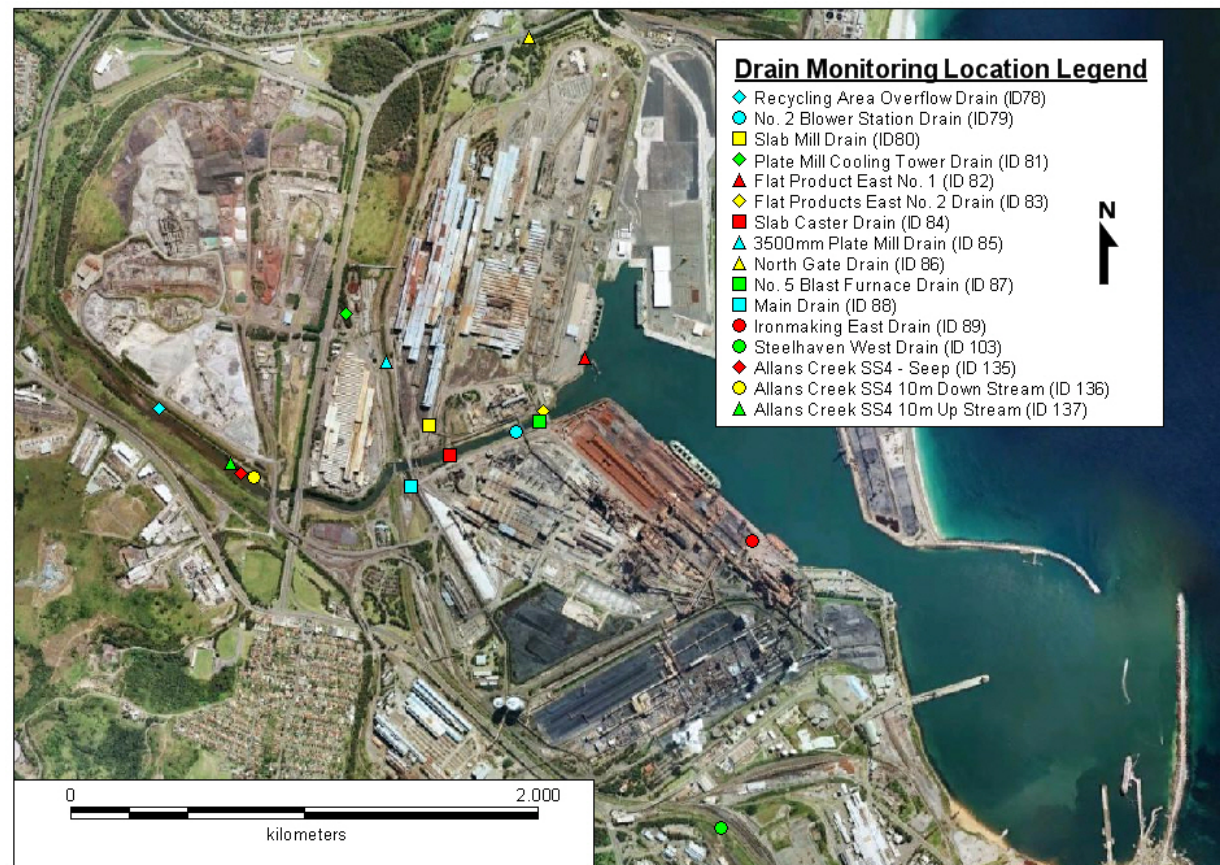 Drain Monitoring Location Legend
Recycling Area Overflow Drain (ID78)
No. 2 Blower Station Drain (ID79)
Slab Mill Drain (ID80)
Plate Mill Cooling Tower Drain (ID 81)
Flat Product East No. 1 (ID 82)
Flat Products East No. 2 Drain (ID 83)
Slab Caster Drain (ID 84)
3500mm Plate Mill Drain (ID 85)
North Gate Drain (ID 86)
No. 5 Blast Furnace Drain (ID 87)
Main Drain (ID 88)
Ironmaking East Drain (ID 89)
Steelhaven West Drain (ID 103)
Allans Creek SS4 - Seep (ID 135)
Allans Creek SS4 10m Down Stream (ID 136)
Allans Creek SS4 10m Up Stream (ID 137)
N
0 2.000
kilometers